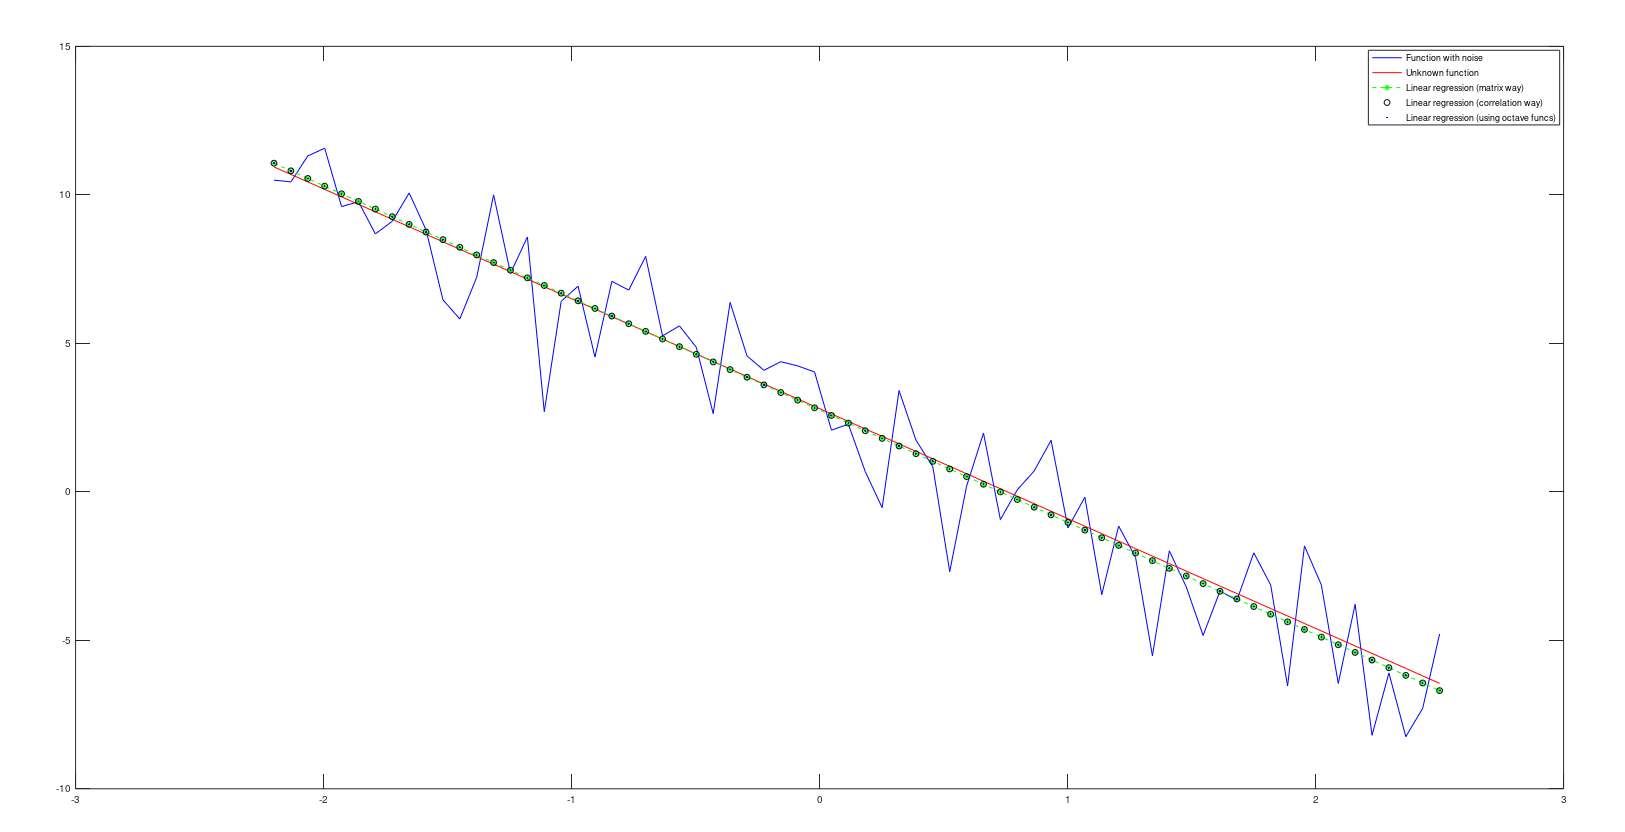 15
Function with noise
Unknown function
Linear regression (matrix way)
Linear regression (correlation way)
Linear regression (using octave funcs)
10
5
0
-5
-10
-3 -2 -1 0 1 2 3